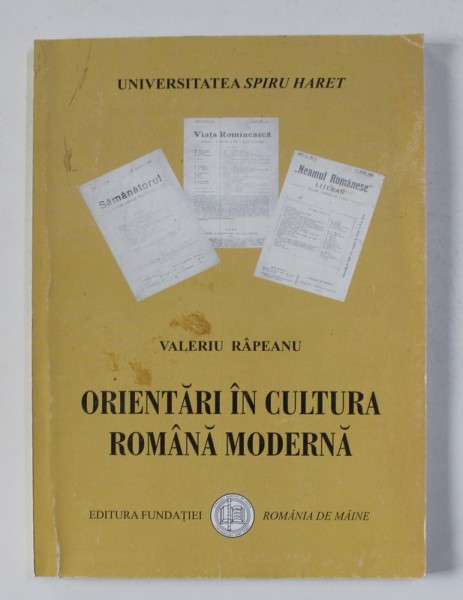 UNIVERSITATEA SPIRU HARET
Viața Romînească
Sămănătorul
„Neamul Românesc"
LITERAR
VALERIU RÂPEANU
ORIENTĂRI ÎN CULTURA
ROMÂNĂ MODERNĂ
EDITURA FUNDAȚIEI ROMÂNIA DE MÂINE